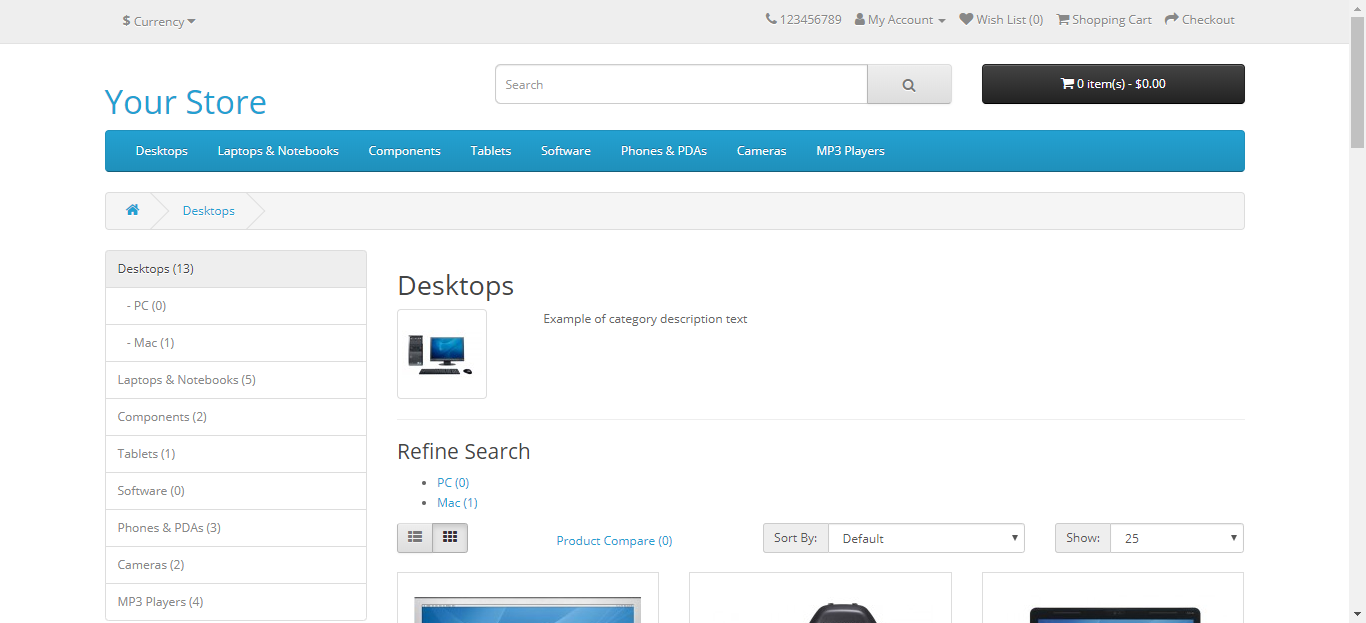 $ Currency
123456789 My Account Wish List (0) Shopping Cart Checkout
Your Store
Search
0 item(s) - $0.00
Desktops Laptops & Notebooks Components Tablets Software Phones & PDAs Cameras MP3 Players
Desktops
Desktops (13)
- PC (0)
- Mac (1)
Laptops & Notebooks (5)
Components (2)
Tablets (1)
Software (0)
Phones & PDAs (3)
Cameras (2)
MP3 Players (4)
Desktops
Example of category description text
Refine Search
PC (0)
Mac (1)
Product Compare (0) Sort By: Default Show: 25